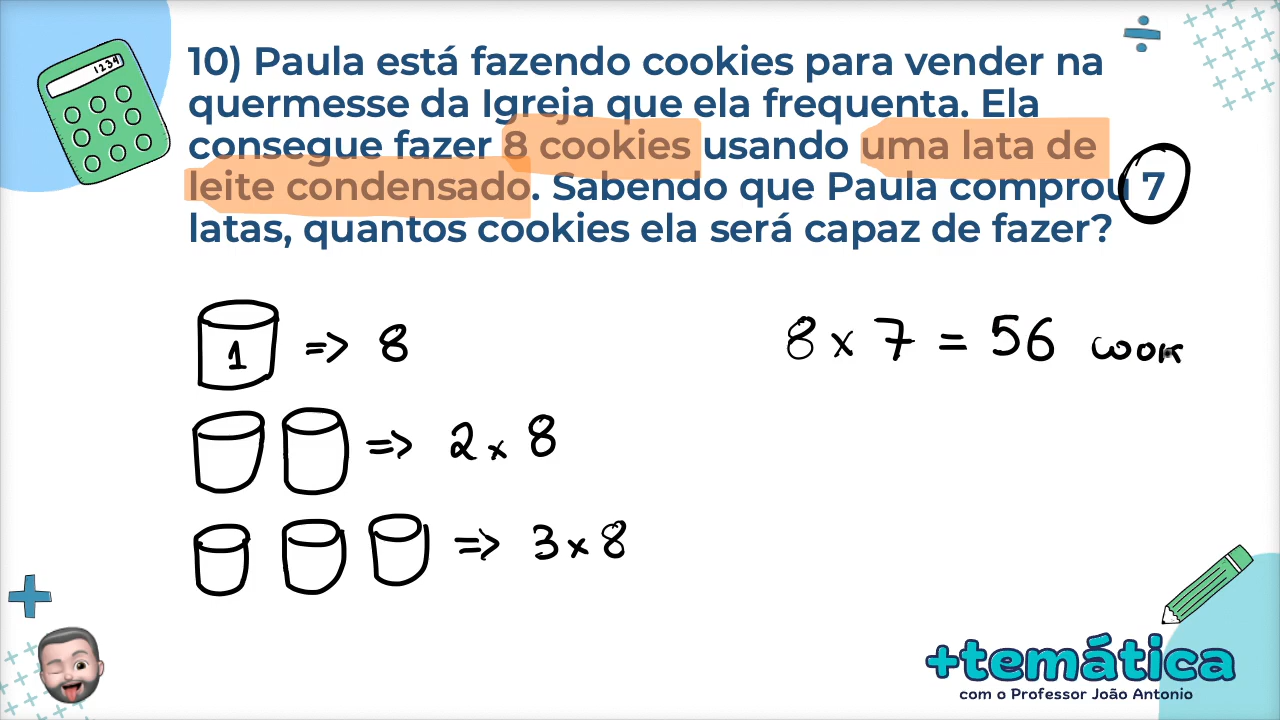 1234
10) Paula está fazendo cookies para vender na
quermesse da Igreja que ela frequenta. Ela
consegue fazer 8 cookies usando uma lata de
leite condensado. Sabendo que Paula comprou 7
latas, quantos cookies ela será capaz de fazer?
1 => 8
8 x 7 = 56 cook
=> 2 x 8
=> 3 x 8
+temática
com o Professor João Antonio